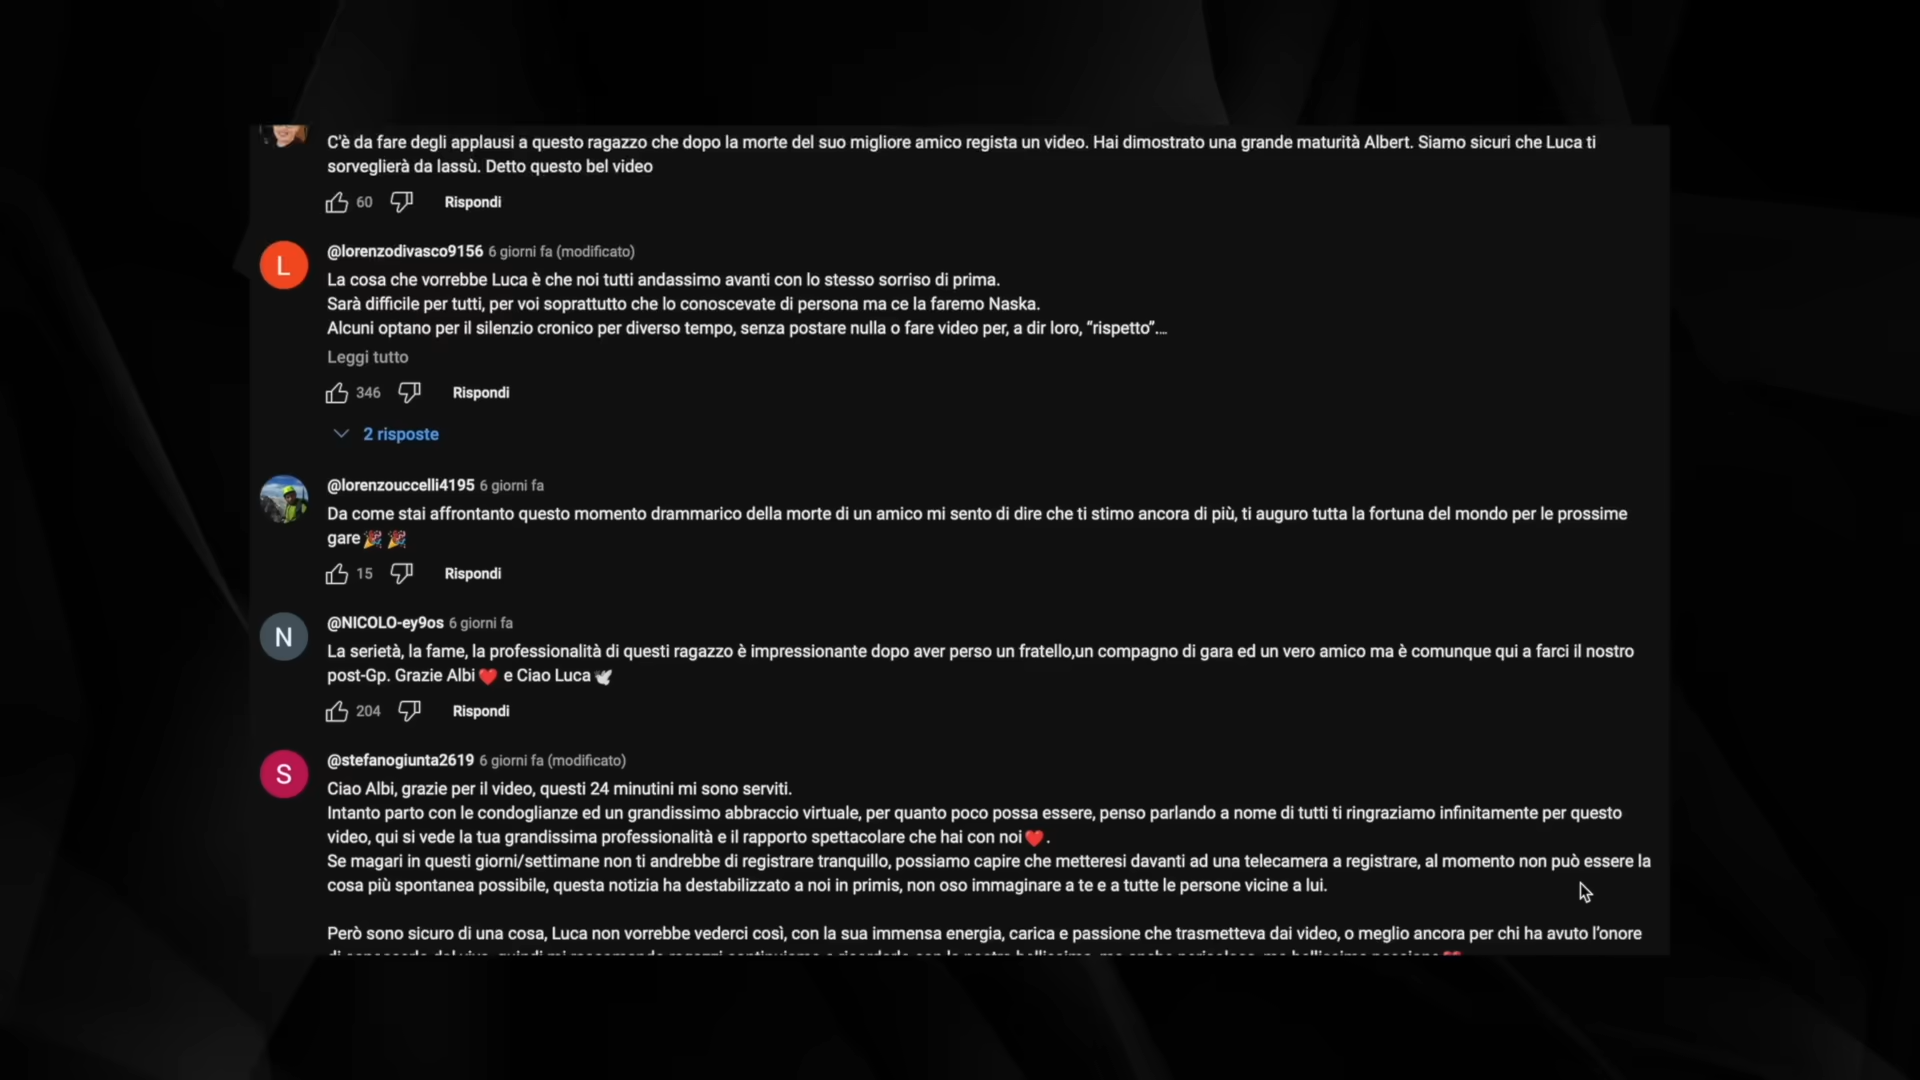 C'è da fare degli applausi a questo ragazzo che dopo la morte del suo migliore amico regista un video. Hai dimostrato una grande maturità Albert. Siamo sicuri che Luca ti
sorveglierà da lassù. Detto questo bel video
60 Rispondi
L @lorenzodivasco9156 6 giorni fa (modificato)
La cosa che vorrebbe Luca è che noi tutti andassimo avanti con lo stesso sorriso di prima.
Sarà difficile per tutti, per voi soprattutto che lo conoscevate di persona ma ce la faremo Naska.
Alcuni optano per il silenzio cronico per diverso tempo, senza postare nulla o fare video per, a dir loro, “rispetto”...
Leggi tutto
346 Rispondi
2 risposte
@lorenzouccelli4195 6 giorni fa
Da come stai affrontanto questo momento drammarico della morte di un amico mi sento di dire che ti stimo ancora di più, ti auguro tutta la fortuna del mondo per le prossime
gare🎉 🎉
15 Rispondi
N @NICOLO-ey9os 6 giorni fa
La serietà, la fame, la professionalità di questi ragazzo è impressionante dopo aver perso un fratello,un compagno di gara ed un vero amico ma è comunque qui a farci il nostro
post-Gp. Grazie Albi❤️ e Ciao Luca🕊️
204 Rispondi
S @stefanogiunta2619 6 giorni fa (modificato)
Ciao Albi, grazie per il video, questi 24 minutini mi sono serviti.
Intanto parto con le condoglianze ed un grandissimo abbraccio virtuale, per quanto poco possa essere, penso parlando a nome di tutti ti ringraziamo infinitamente per questo
video, qui si vede la tua grandissima professionalità e il rapporto spettacolare che hai con noi❤️.
Se magari in questi giorni/settimane non ti andrebbe di registrare tranquillo, possiamo capire che metteresi davanti ad una telecamera a registrare, al momento non può essere la
cosa più spontanea possibile, questa notizia ha destabilizzato a noi in primis, non oso immaginare a te e a tutte le persone vicine a lui.
Però sono sicuro di una cosa, Luca non vorrebbe vederci così, con la sua immensa energia, carica e passione che trasmetteva dai video, o meglio ancora per chi ha avuto l'onore